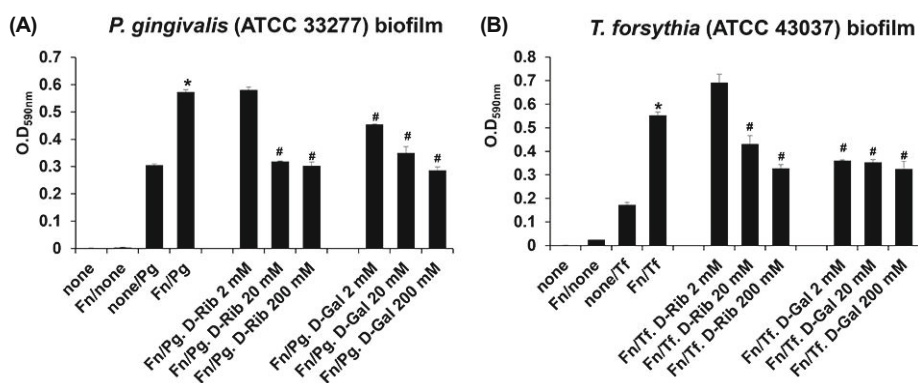 (A) P. gingivalis (ATCC 33277) biofilm
O.D590nm
0.7
0.6
0.5
0.4
0.3
0.2
0.1
0
*
#
#
#
#
#
none
Fn/none
none/Pg
Fn/Pg
Fn/Pg. D-Rib 2 mM
Fn/Pg. D-Rib 20 mM
Fn/Pg. D-Rib 200 mM
Fn/Pg. D-Gal 2 mM
Fn/Pg. D-Gal 20 mM
Fn/Pg. D-Gal 200 mM
(B) T. forsythia (ATCC 43037) biofilm
O.D590nm
0.8
0.7
0.6
0.5
0.4
0.3
0.2
0.1
0
*
#
#
#
#
#
none
Fn/none
none/Tf
Fn/Tf
Fn/Tf. D-Rib 2 mM
Fn/Tf. D-Rib 20 mM
Fn/Tf. D-Rib 200 mM
Fn/Tf. D-Gal 2 mM
Fn/Tf. D-Gal 20 mM
Fn/Tf. D-Gal 200 mM